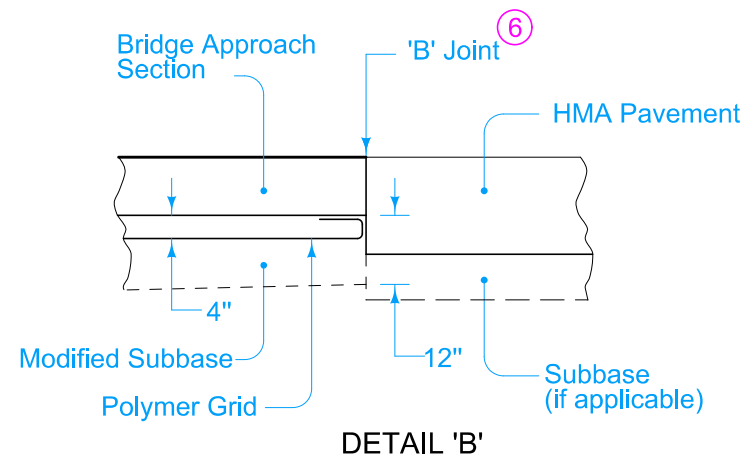 6
Bridge Approach
Section
'B' Joint
HMA Pavement
4"
Modified Subbase
12"
Polymer Grid
Subbase
(if applicable)
DETAIL 'B'